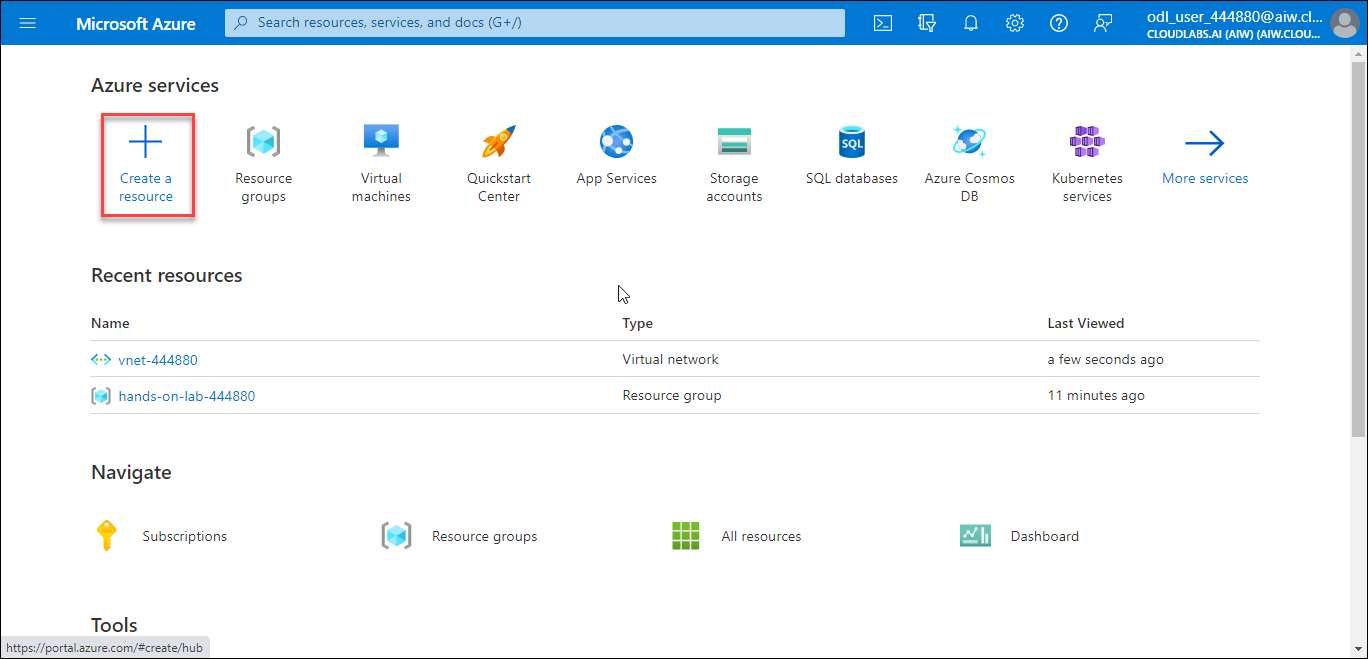 Microsoft Azure
Search resources, services, and docs (G+/)
odl_user_444880@aiw.cl...
CLOUDLABS.AI (AIW) (AIW.CLOU...
Azure services
Create a
resource
Resource
groups
Virtual
machines
Quickstart
Center
App Services
Storage
accounts
SQL
SQL databases
Azure Cosmos
DB
Kubernetes
services
More services
Recent resources
Name Type Last Viewed
vnet-444880 Virtual network a few seconds ago
hands-on-lab-444880 Resource group 11 minutes ago
Navigate
Subscriptions Resource groups All resources Dashboard
Tools
https://portal.azure.com/#create/hub